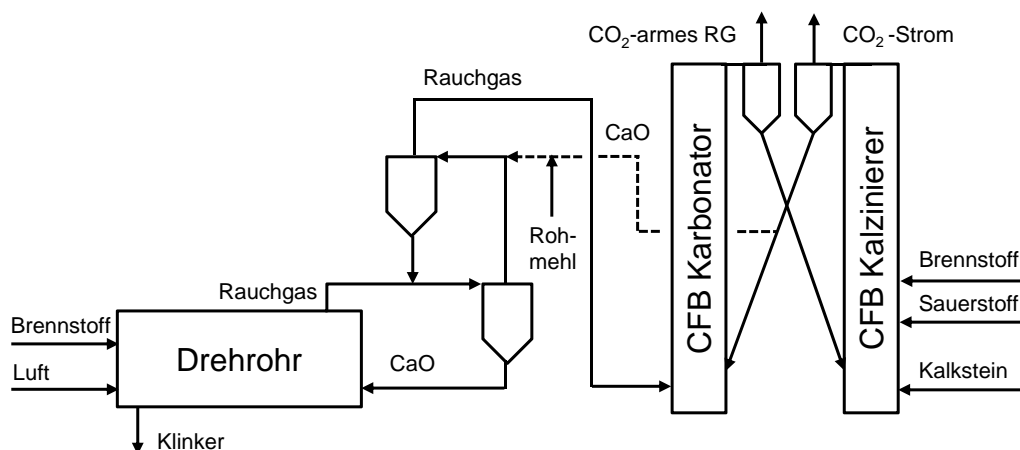 CO₂-armes RG
CO₂-Strom
Rauchgas
CaO
CFB Karbonator
CFB Kalzinierer
Roh-
mehl
Rauchgas
Brennstoff
Sauerstoff
Brennstoff
Drehrohr
CaO
Luft
Kalkstein
Klinker